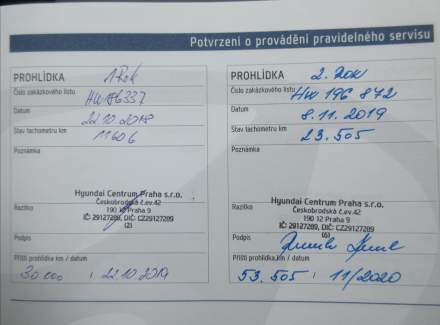 Potvrzení o provádění pravidelného servisu
PROHLÍDKA 1 Rok
Číslo zakázkového listu
HW186337
Datum
22 10 2018
Stav tachometru km
11606
Poznámka
Hyundai Centrum Praha s.r.o.
Českobrodská č.ev.42
190 12 Praha 9
Razítko
IČ: 29127289, DIČ: CZ29127289
(2)
Podpis
Příští prohlídka km / datum
30 000 / 22 10 2019
PROHLÍDKA 2. ROK
Číslo zakázkového listu HW 196 872
Datum
8.11.2019
Stav tachometru km
23.505
Poznámka
Hyundai Centrum Praha s.r.o.
Českobrodská č.ev.42
190 12 Praha 9
Razítko
IČ: 29127289, DIČ: CZ29127289
(6)
Podpis
Příští prohlídka km / datum
53.505 / 11/2020